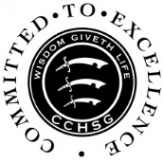 COMMITTED • TO • EXCELLENCE •
WISDOM GIVETH LIFE
CCHSG